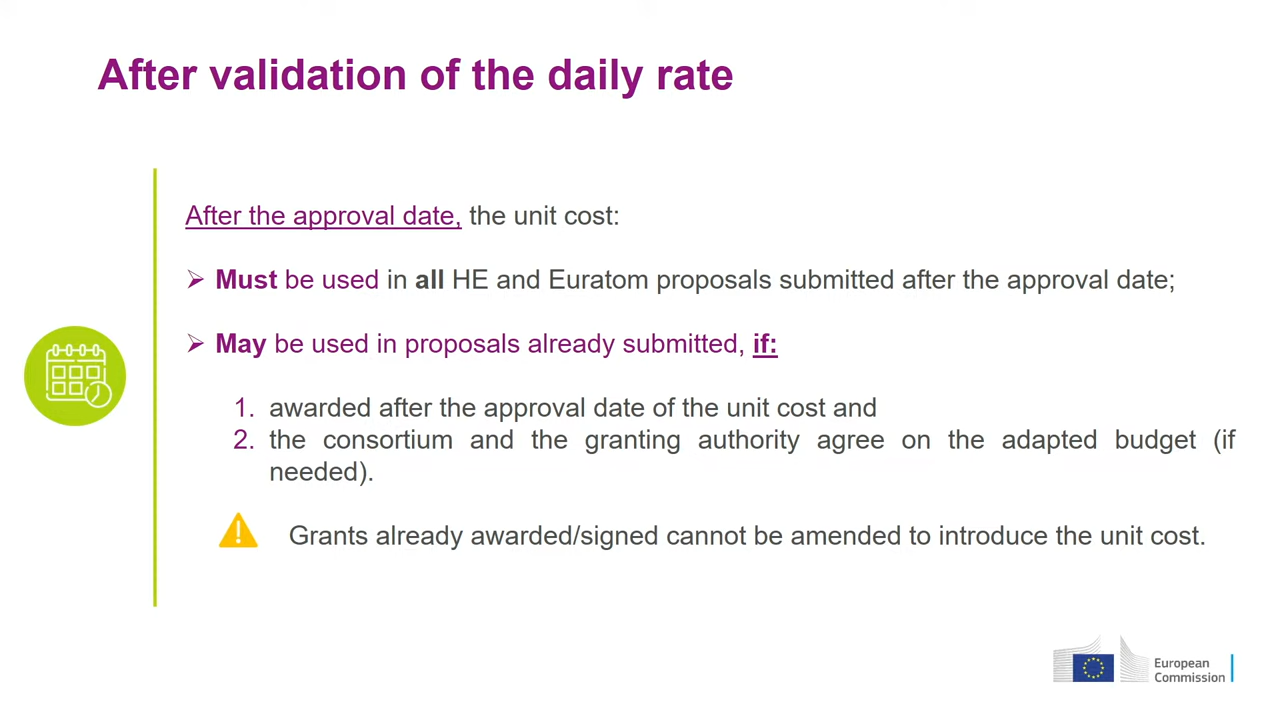 After validation of the daily rate
After the approval date, the unit cost:
➢ Must be used in all HE and Euratom proposals submitted after the approval date;
➢ May be used in proposals already submitted, if:
1. awarded after the approval date of the unit cost and
2. the consortium and the granting authority agree on the adapted budget (if
needed).
Grants already awarded/signed cannot be amended to introduce the unit cost.
European
Commission